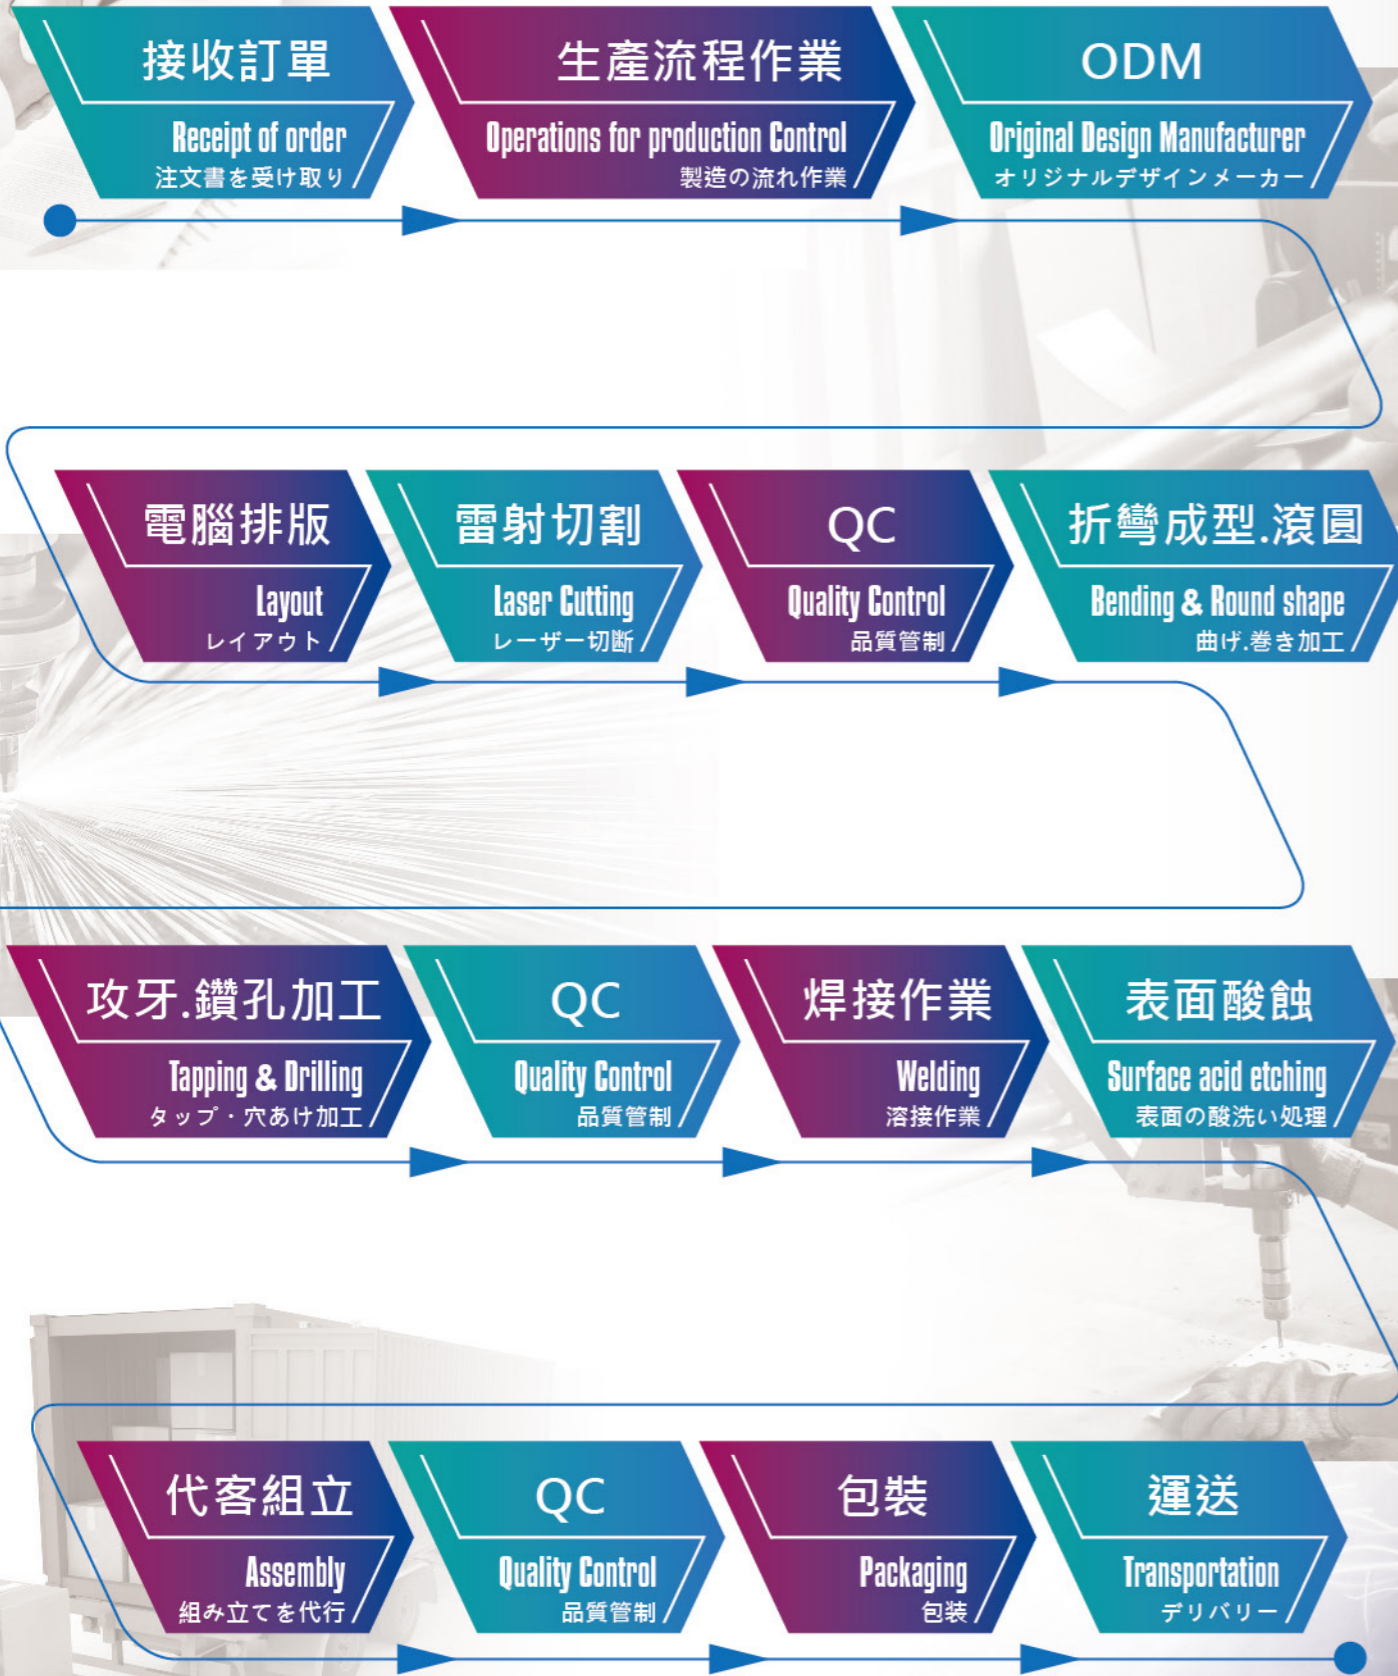 接收訂單
Receipt of order
注文書を受け取り
生產流程作業
Operations for production Control
製造の流れ作業
ODM
Original Design Manufacturer
オリジナルデザインメーカー
電腦排版
Layout
レイアウト
雷射切割
Laser Cutting
レーザー切断
QC
Quality Control
品質管制
折彎成型.滾圓
Bending & Round shape
曲げ.巻き加工
攻牙.鑽孔加工
Tapping & Drilling
タップ・穴あけ加工
QC
Quality Control
品質管制
焊接作業
Welding
溶接作業
表面酸蝕
Surface acid etching
表面の酸洗い処理
代客組立
Assembly
組み立てを代行
QC
Quality Control
品質管制
包裝
Packaging
包装
運送
Transportation
デリバリー